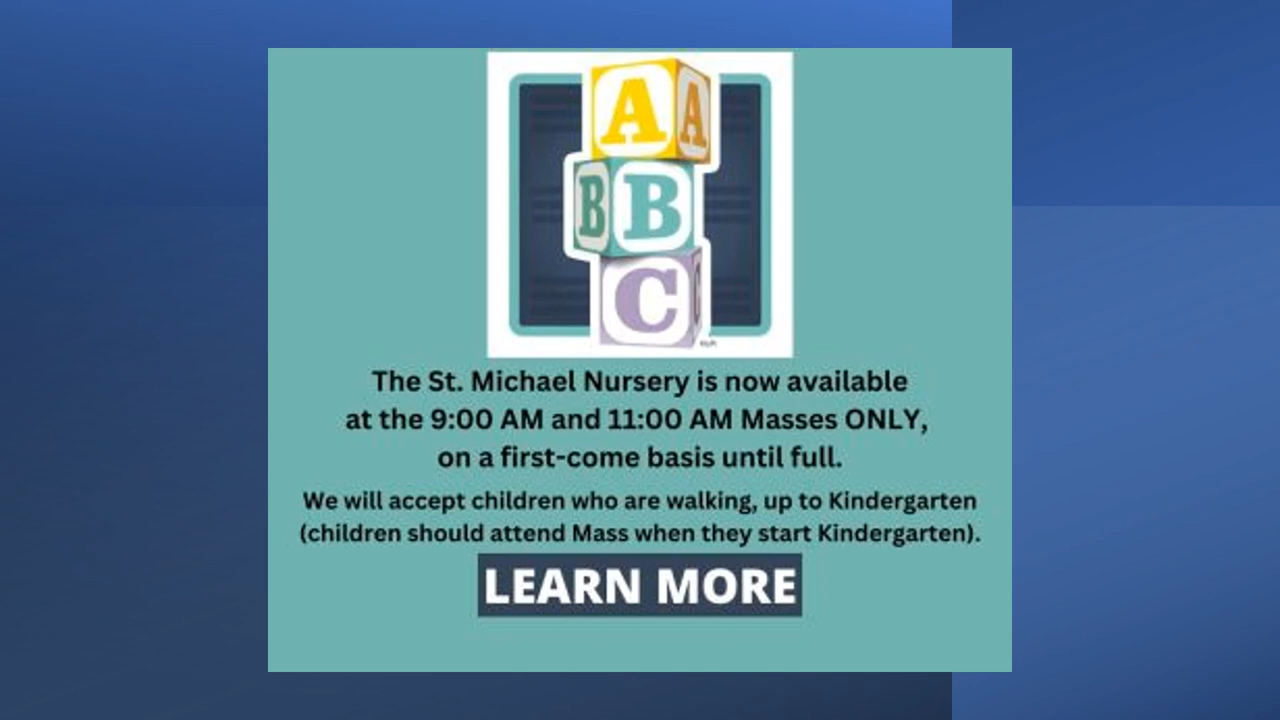 A A
B B
C C
The St. Michael Nursery is now available
at the 9:00 AM and 11:00 AM Masses ONLY,
on a first-come basis until full.
We will accept children who are walking, up to Kindergarten
(children should attend Mass when they start Kindergarten).
LEARN MORE